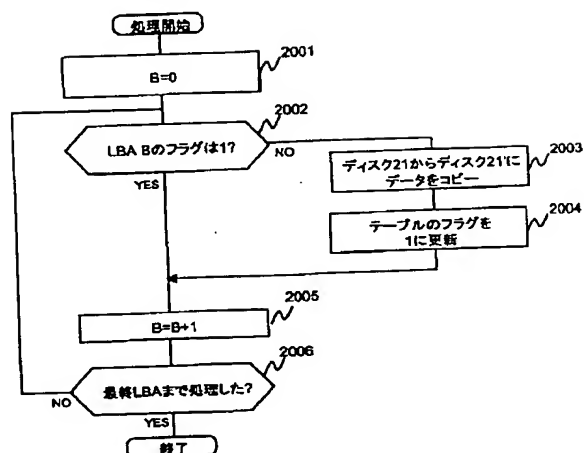 処理開始
2001
B=0
2002
LBA Bのフラグは1?
NO
YES
2003
ディスク21からディスク21'に
データをコピー
2004
テーブルのフラグを
1に更新
2005
B=B+1
2006
最終LBAまで処理した?
NO
YES
終了